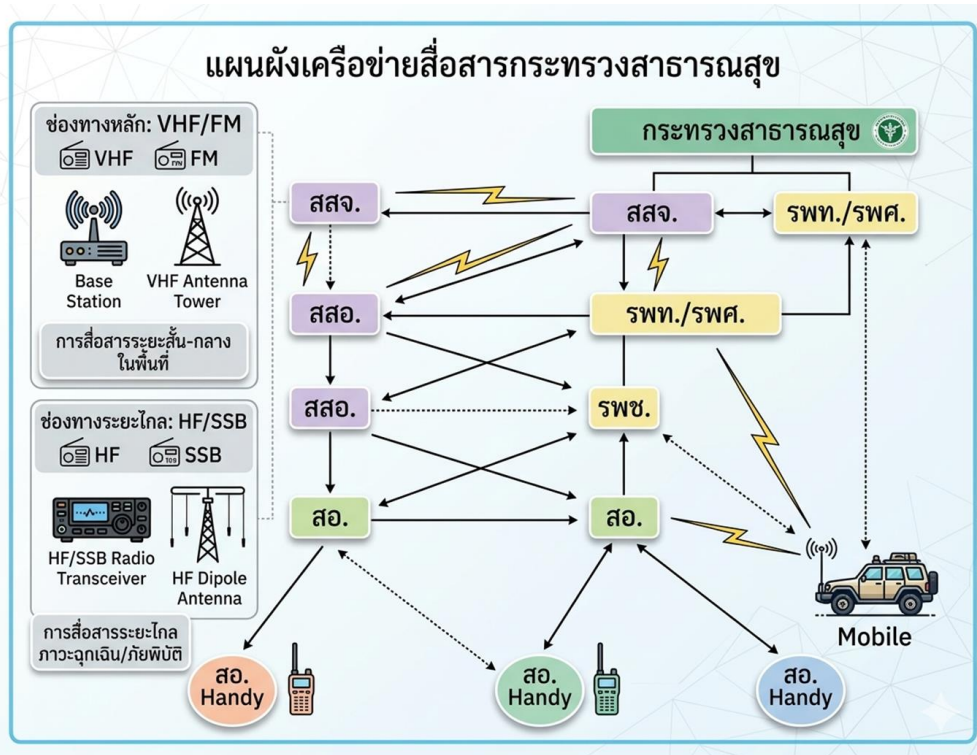 แผนผังเครือข่ายสื่อสารกระทรวงสาธารณสุข
ช่องทางหลัก: VHF/FM
VHF
FM
Base
Station
VHF Antenna
Tower
การสื่อสารระยะสั้น-กลาง
ในพื้นที่
ช่องทางระยะไกล: HF/SSB
HF
SSB
HF/SSB Radio
Transceiver
HF Dipole
Antenna
การสื่อสารระยะไกล
ภาวะฉุกเฉิน/ภัยพิบัติ
กระทรวงสาธารณสุข
สสจ.
สสจ.
รพท./รพศ.
สสอ.
รพท./รพศ.
สสอ.
รพช.
สอ.
สอ.
Mobile
สอ.
Handy
สอ.
Handy
สอ.
Handy